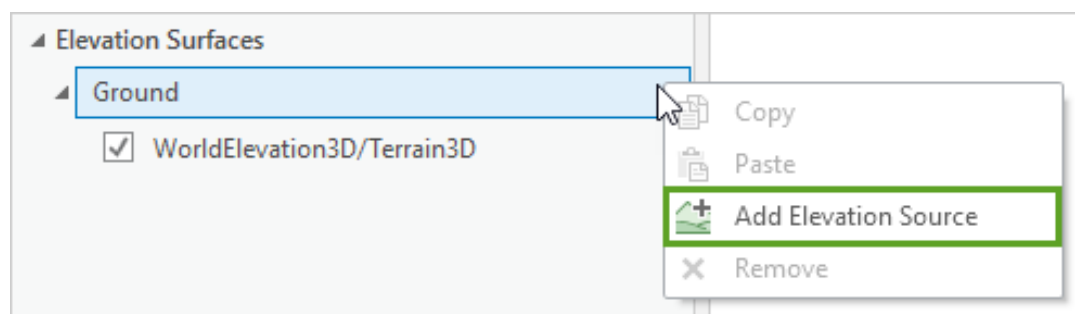 Elevation Surfaces
Ground
WorldElevation3D/Terrain3D
Copy
Paste
Add Elevation Source
Remove